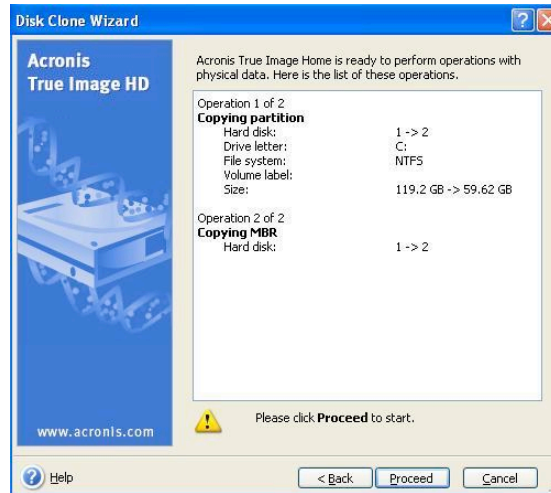 Disk Clone Wizard
Acronis
True Image HD
Acronis True Image Home is ready to perform operations with
physical data. Here is the list of these operations.
Operation 1 of 2
Copying partition
Hard disk: 1 -> 2
Drive letter: C:
File system: NTFS
Volume label:
Size: 119.2 GB -> 59.62 GB
Operation 2 of 2
Copying MBR
Hard disk: 1 -> 2
www.acronis.com
Please click Proceed to start.
Help
< Back
Proceed
Cancel